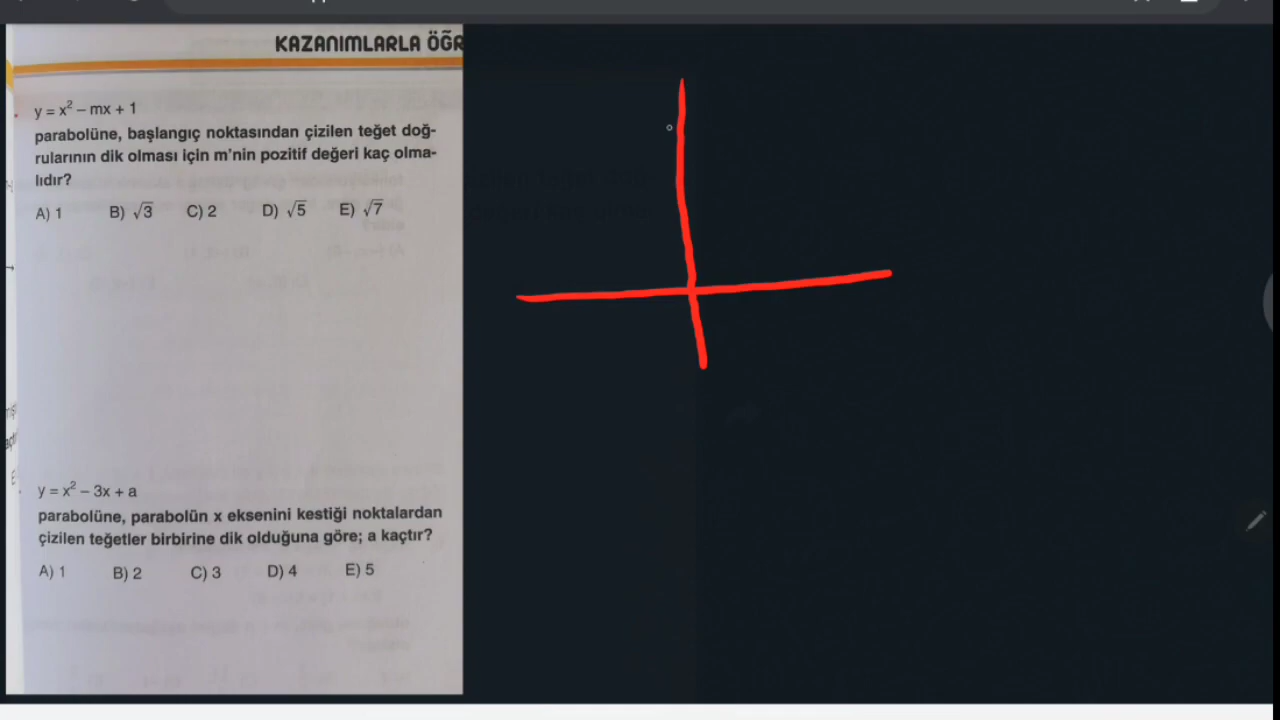 KAZANIMLARLA ÖĞR
y = x² – mx + 1
parabolüne, başlangıç noktasından çizilen teğet doğ-
rularının dik olması için m'nin pozitif değeri kaç olma-
lıdır?
A) 1 B) √3 C) 2 D) √5 E) √7
y = x² – 3x + a
parabolüne, parabolün x eksenini kestiği noktalardan
çizilen teğetler birbirine dik olduğuna göre; a kaçtır?
A) 1 B) 2 C) 3 D) 4 E) 5